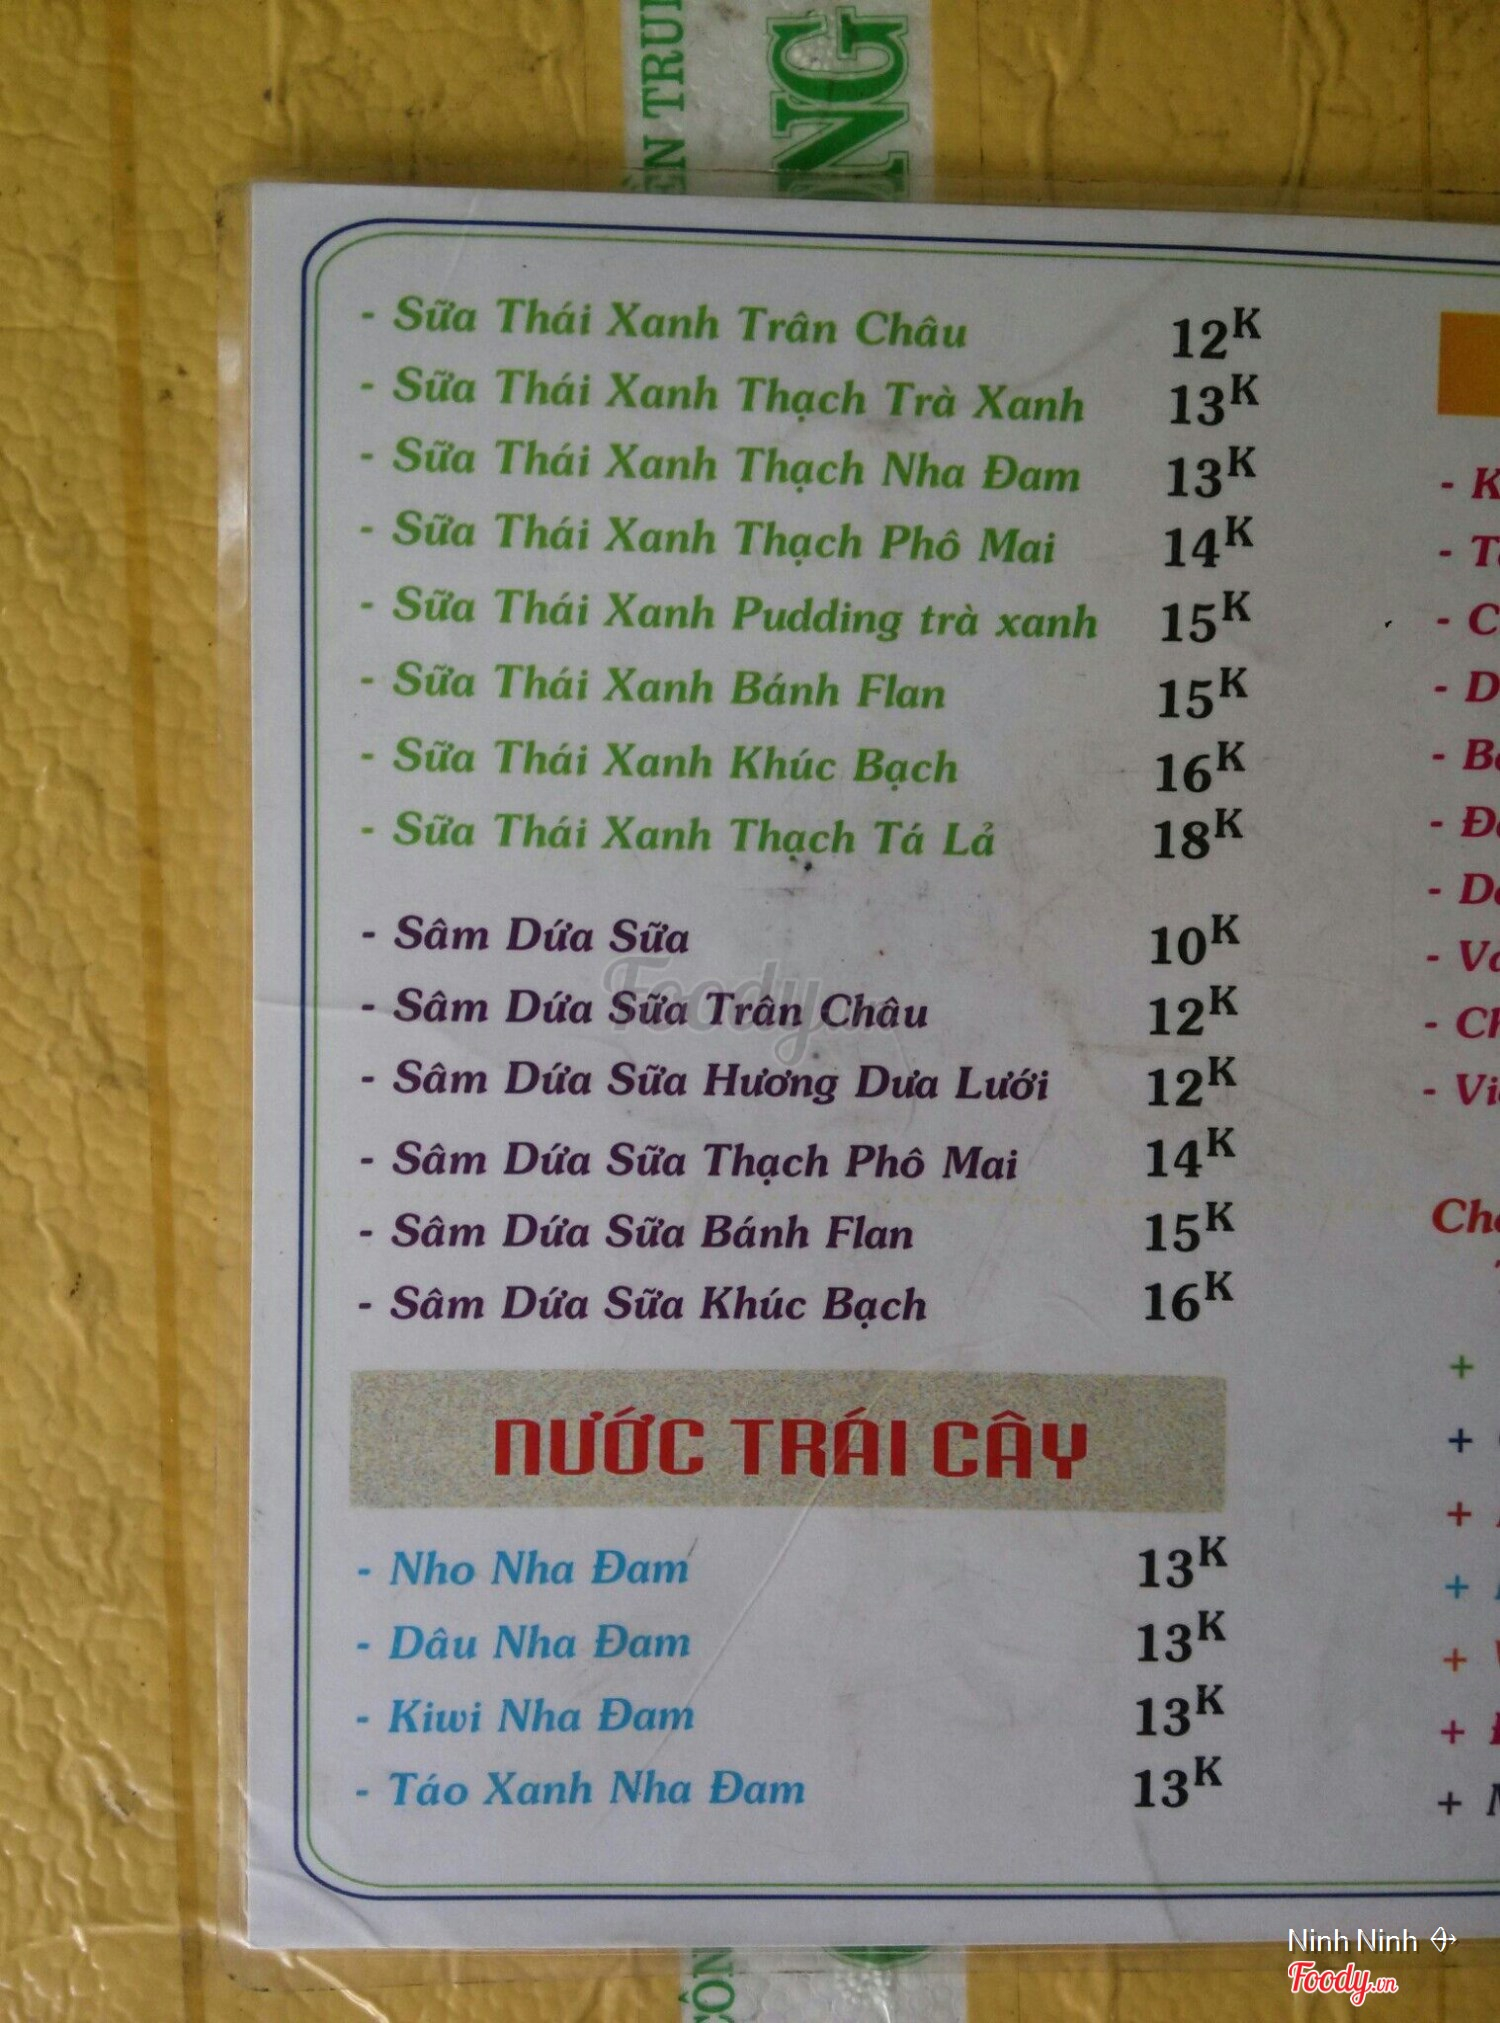 ÔNG
- Sữa Thái Xanh Trân Châu 12K
- Sữa Thái Xanh Thạch Trà Xanh 13K
- Sữa Thái Xanh Thạch Nha Đam 13K
- Sữa Thái Xanh Thạch Phô Mai 14K
- Sữa Thái Xanh Pudding trà xanh 15K
- Sữa Thái Xanh Bánh Flan 15K
- Sữa Thái Xanh Khúc Bạch 16K
- Sữa Thái Xanh Thạch Tá Lả 18K
- Sâm Dứa Sữa 10K
- Sâm Dứa Sữa Trân Châu 12K
- Sâm Dứa Sữa Hương Dưa Lưới 12K
- Sâm Dứa Sữa Thạch Phô Mai 14K
- Sâm Dứa Sữa Bánh Flan 15K
- Sâm Dứa Sữa Khúc Bạch 16K
NƯỚC TRÁI CÂY
- Nho Nha Đam 13K
- Dâu Nha Đam 13K
- Kiwi Nha Đam 13K
- Táo Xanh Nha Đam 13K
Foody
Ninh Ninh
Foody.vn